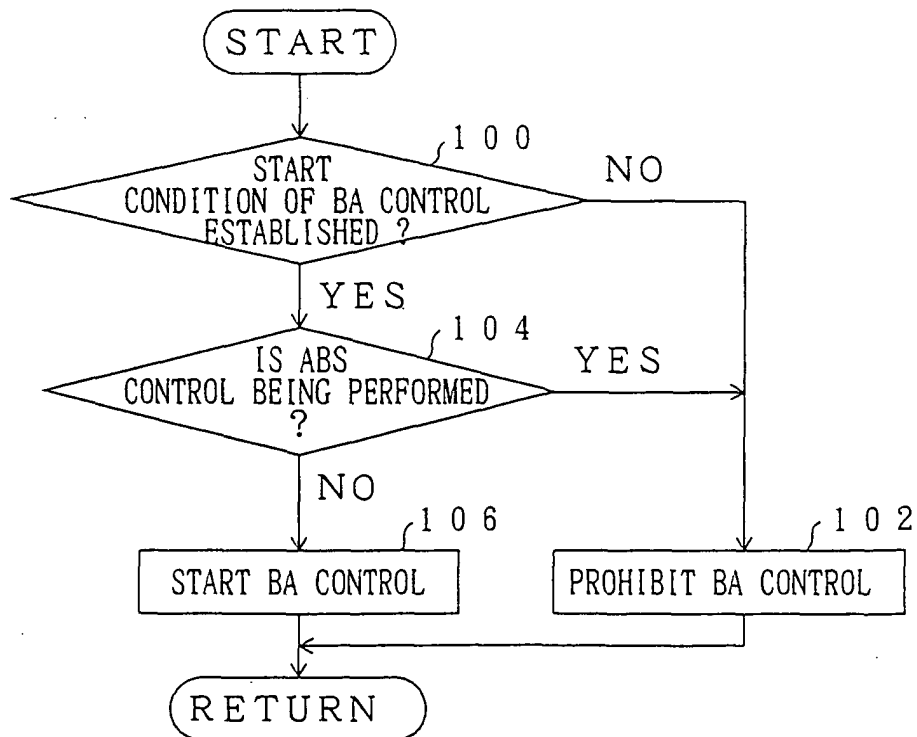 START
100
START
CONDITION OF BA CONTROL
ESTABLISHED ?
NO
YES
104
IS ABS
CONTROL BEING PERFORMED
?
YES
NO
106
START BA CONTROL
102
PROHIBIT BA CONTROL
RETURN